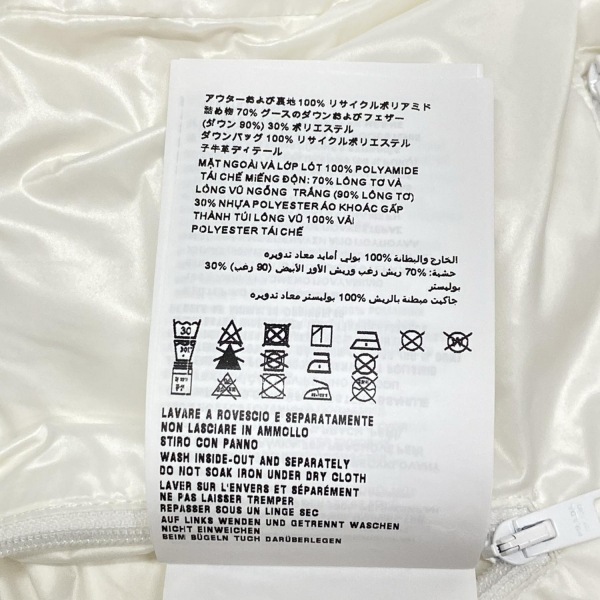 アウターおよび裏地 100% リサイクルポリアミド
詰め物 70% グースのダウンおよびフェザー
(ダウン 90%) 30% ポリエステル
ダウンバッグ 100% リサイクルポリエステル
子牛革ディテール
MẶT NGOÀI VÀ LỚP LÓT 100% POLYAMIDE
TÁI CHẾ MIẾNG ĐỘN: 70% LÔNG TƠ VÀ
LÔNG VŨ NGỖNG TRẮNG (90% LÔNG TƠ)
30% NHỰA POLYESTER ÁO KHOÁC GẤP
THÀNH TÚI LÔNG VŨ 100% VẢI
POLYESTER TÁI CHẾ
الخارج والبطانة 100% بولي أمايد معاد تدويره
حشية: 70% ريش زغب وريش الأوز الأبيض (90 زغب) 30%
بوليستر
جاكيت مبطنة بالريش 100% بوليستر معاد تدويره
30
LAVARE A ROVESCIO E SEPARATAMENTE
NON LASCIARE IN AMMOLLO
STIRO CON PANNO
WASH INSIDE-OUT AND SEPARATELY
DO NOT SOAK IRON UNDER DRY CLOTH
LAVER SUR L'ENVERS ET SÉPARÉMENT
NE PAS LAISSER TREMPER
REPASSER SOUS UN LINGE SEC
AUF LINKS WENDEN UND GETRENNT WASCHEN
NICHT EINWEICHEN
BEIM BÜGELN TUCH DARÜBERLEGEN